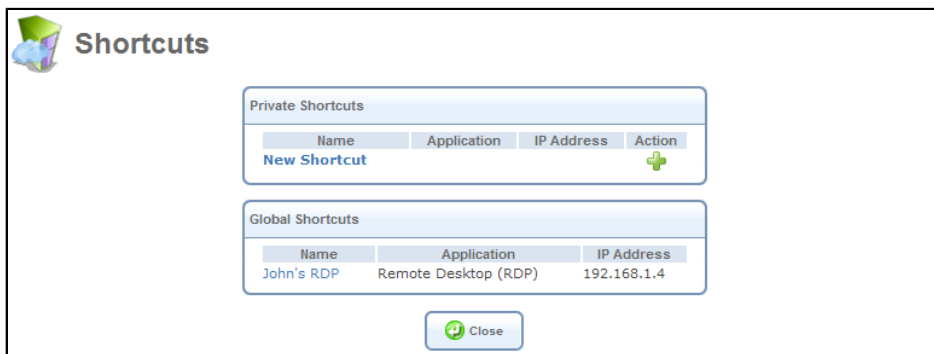 Shortcuts
Private Shortcuts
Name Application IP Address Action
New Shortcut
Global Shortcuts
Name Application IP Address
John's RDP Remote Desktop (RDP) 192.168.1.4
Close